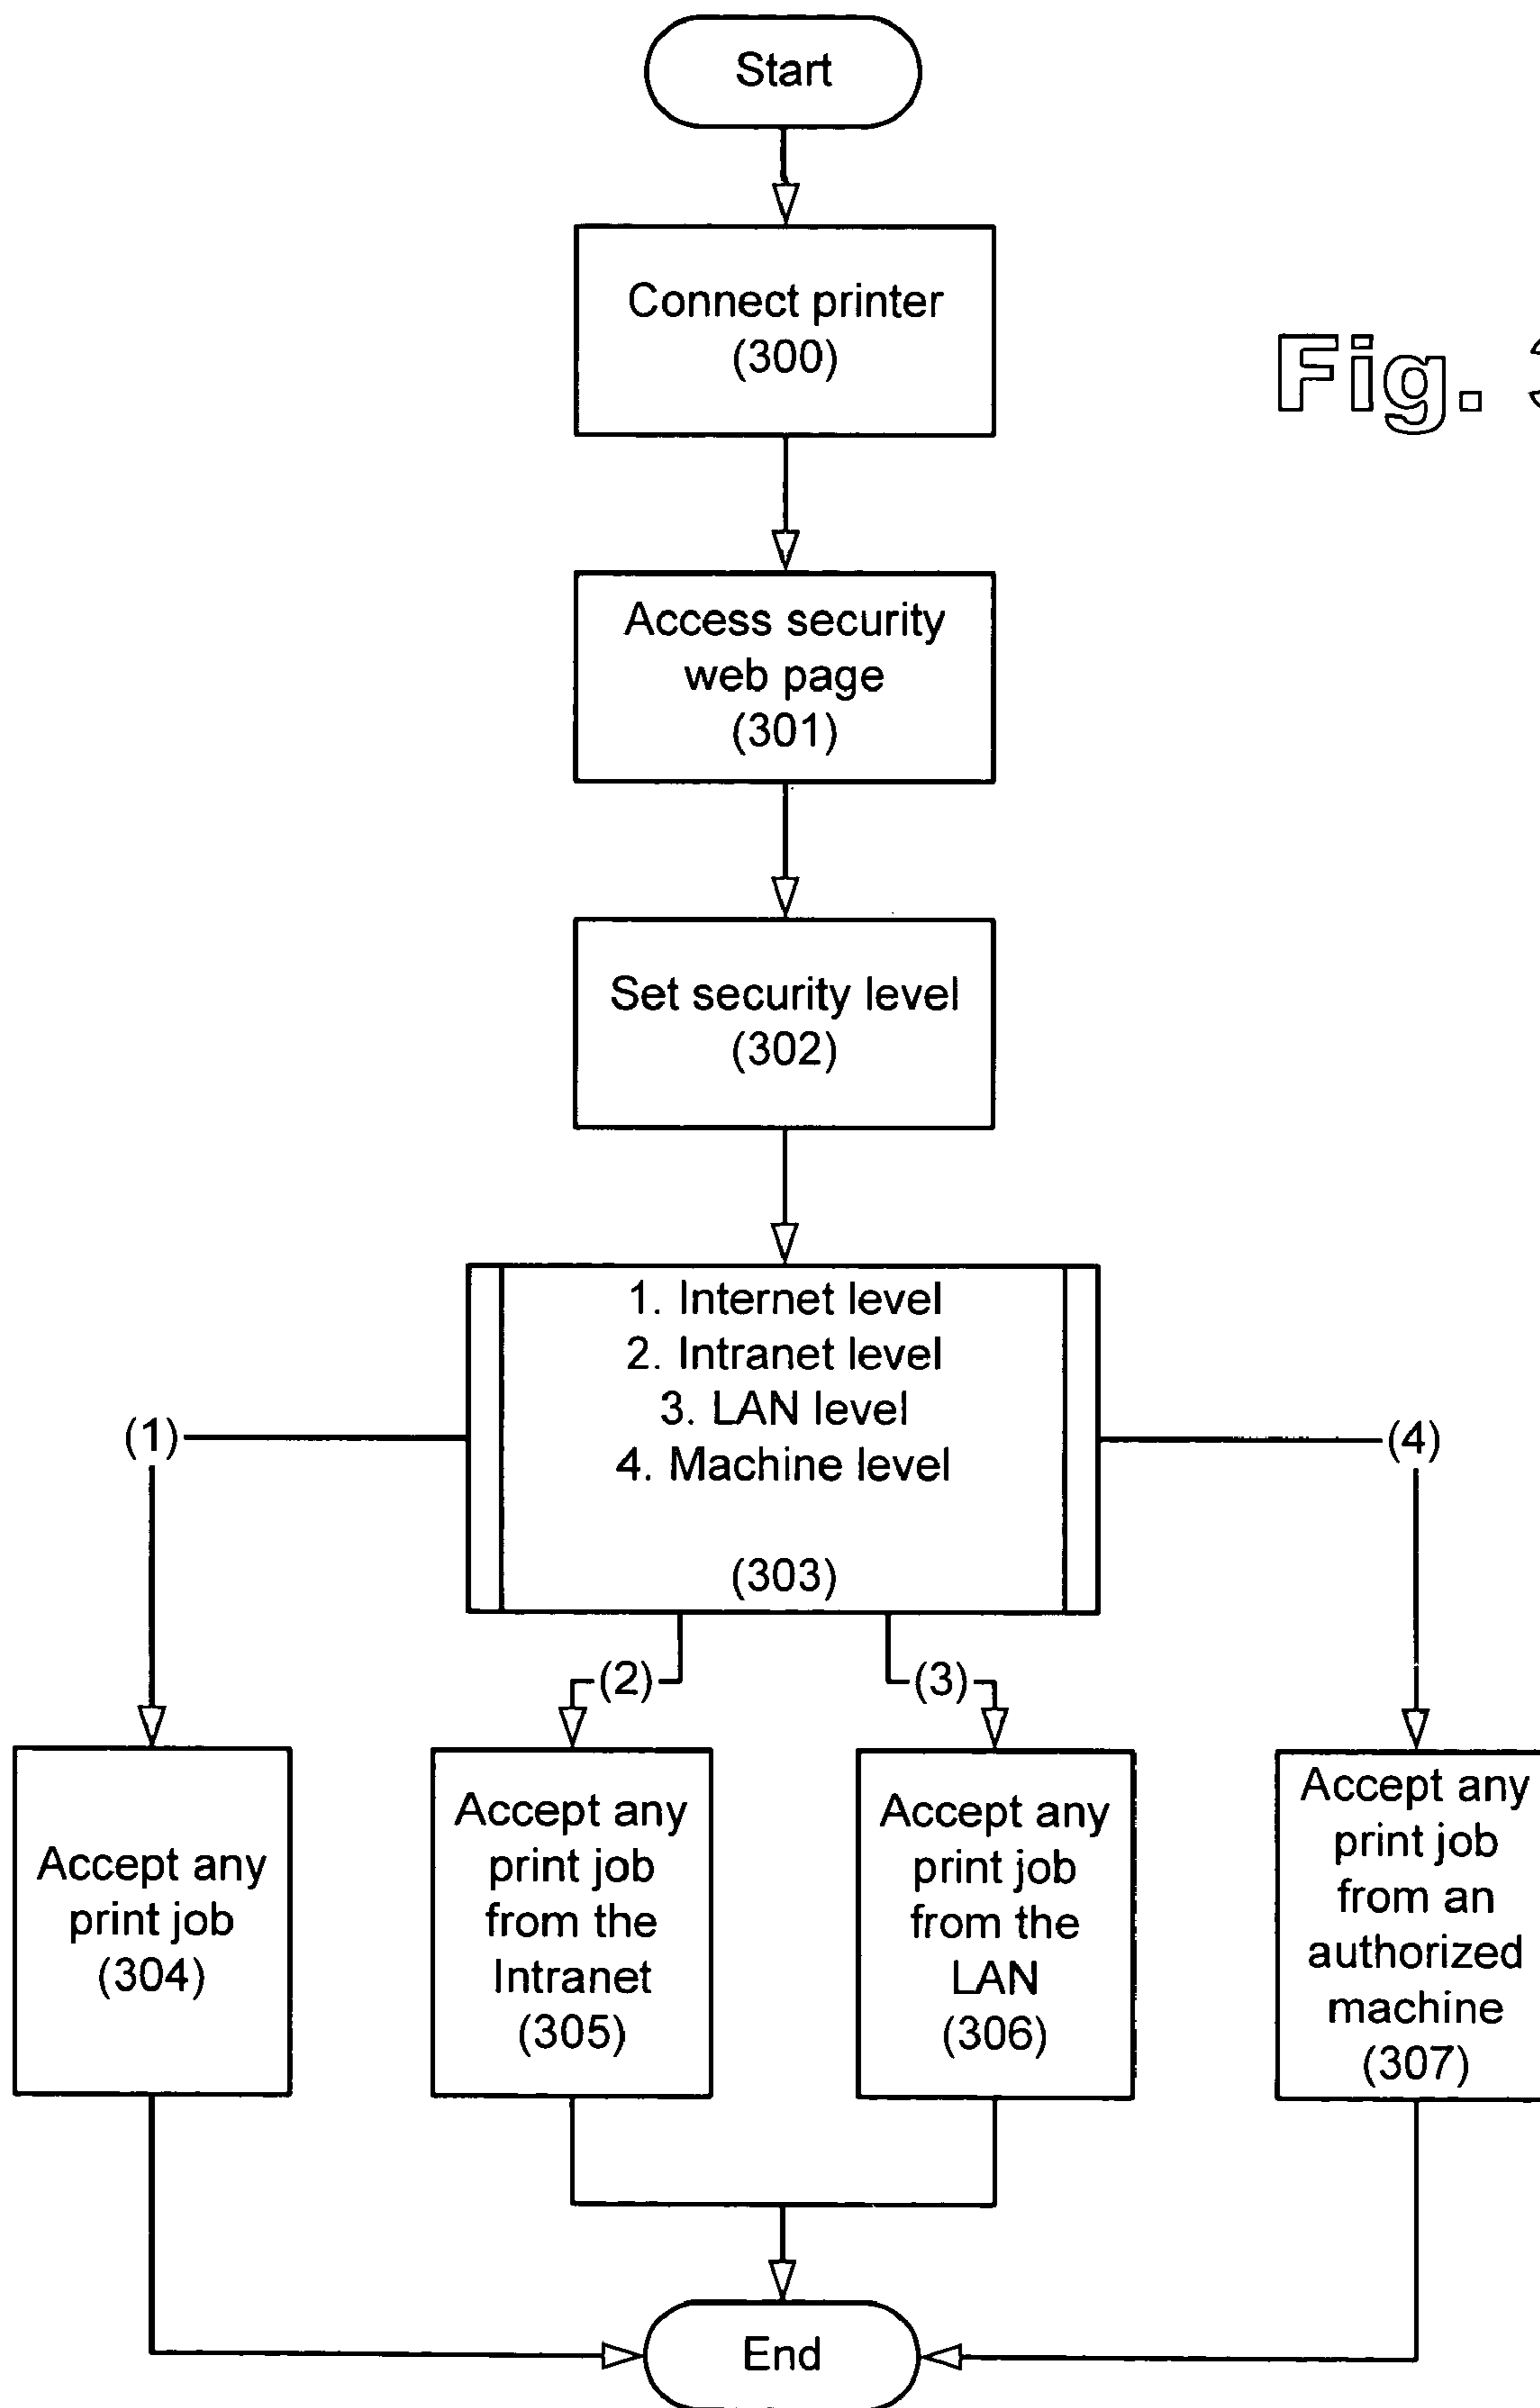 Start
Connect printer
(300)
Fig. 3
Access security
web page
(301)
Set security level
(302)
1. Internet level
2. Intranet level
3. LAN level
4. Machine level
(303)
(1)
(4)
(2)
(3)
Accept any
print job
(304)
Accept any
print job
from the
Intranet
(305)
Accept any
print job
from the
LAN
(306)
Accept any
print job
from an
authorized
machine
(307)
End